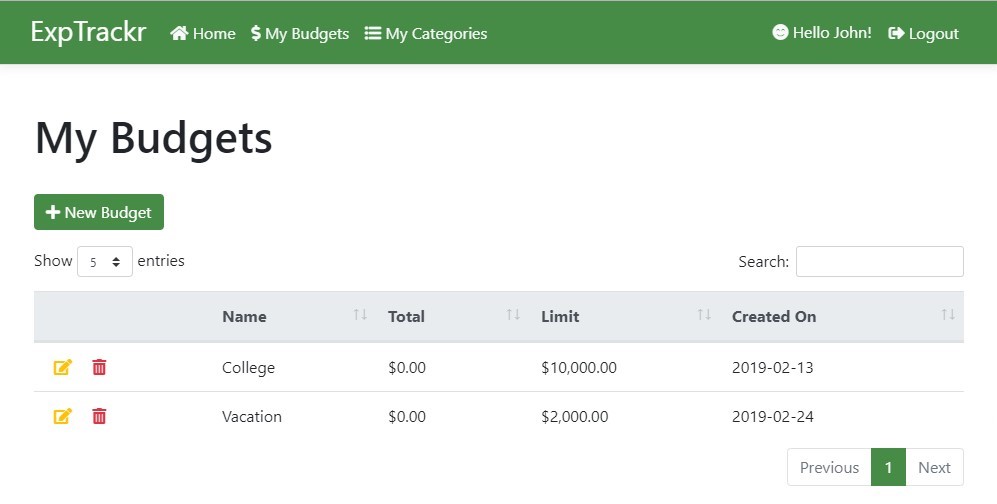 ExpTrackr Home My Budgets My Categories Hello John! Logout
My Budgets
New Budget
Show 5 entries Search:
Name Total Limit Created On
College $0.00 $10,000.00 2019-02-13
Vacation $0.00 $2,000.00 2019-02-24
Previous 1 Next